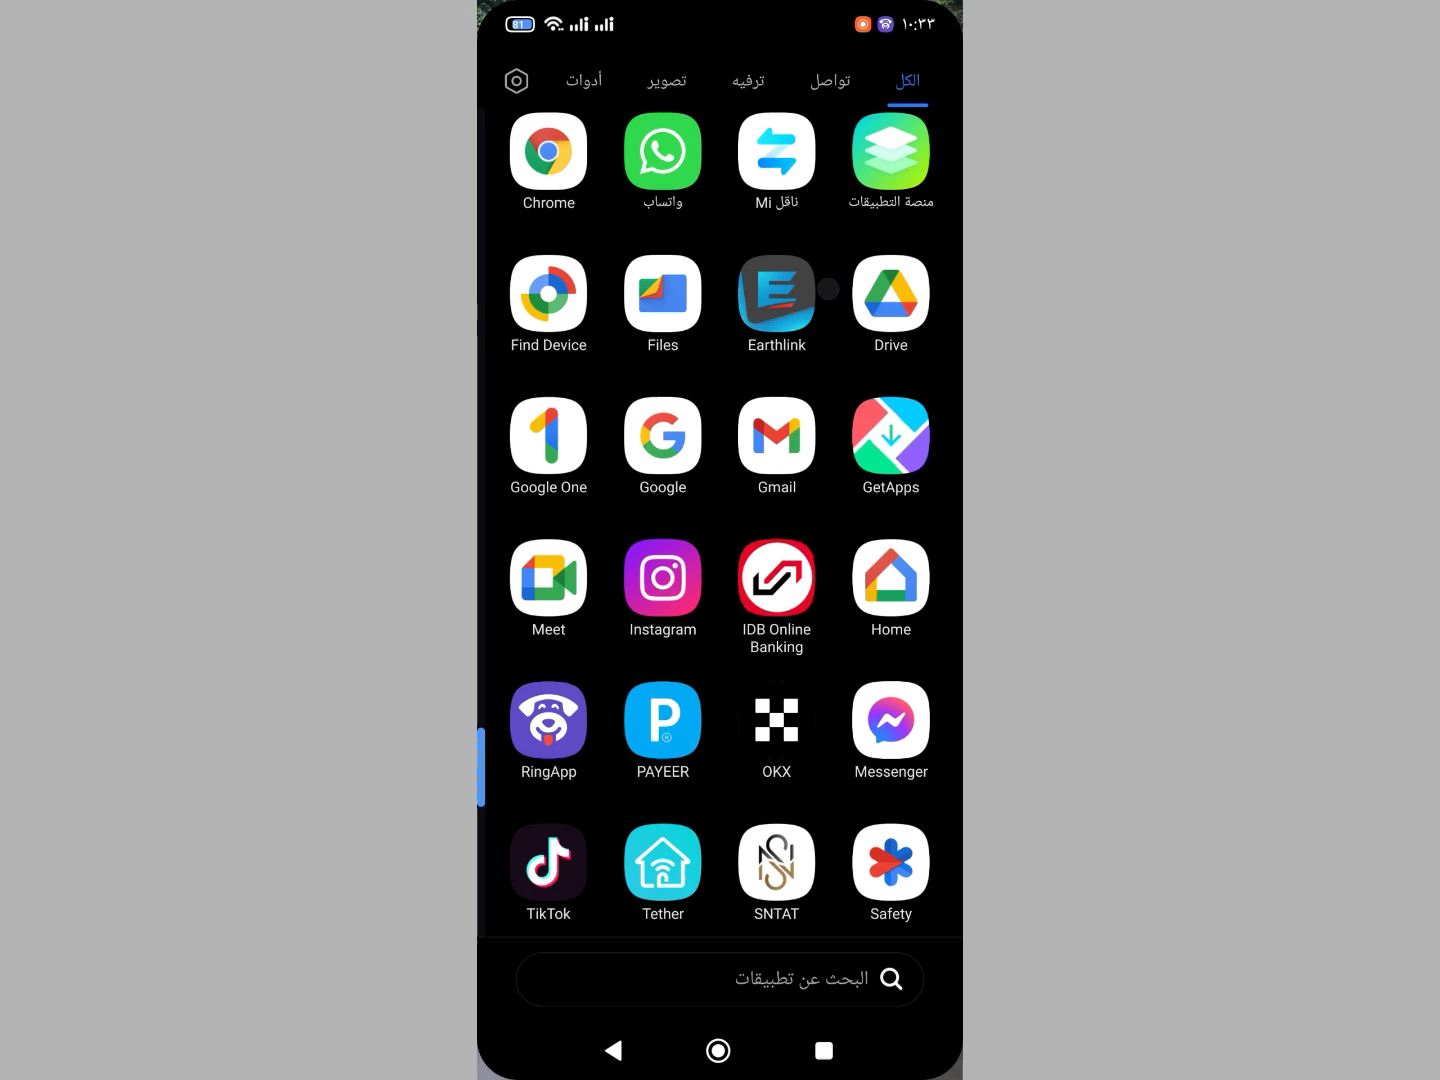 81
١٠:٣٣
الكل تواصل ترفيه تصوير أدوات
Chrome واتساب ناقل Mi منصة التطبيقات
Find Device Files Earthlink Drive
Google One Google Gmail GetApps
Meet Instagram IDB Online Banking Home
RingApp PAYEER OKX Messenger
TikTok Tether SNTAT Safety
البحث عن تطبيقات